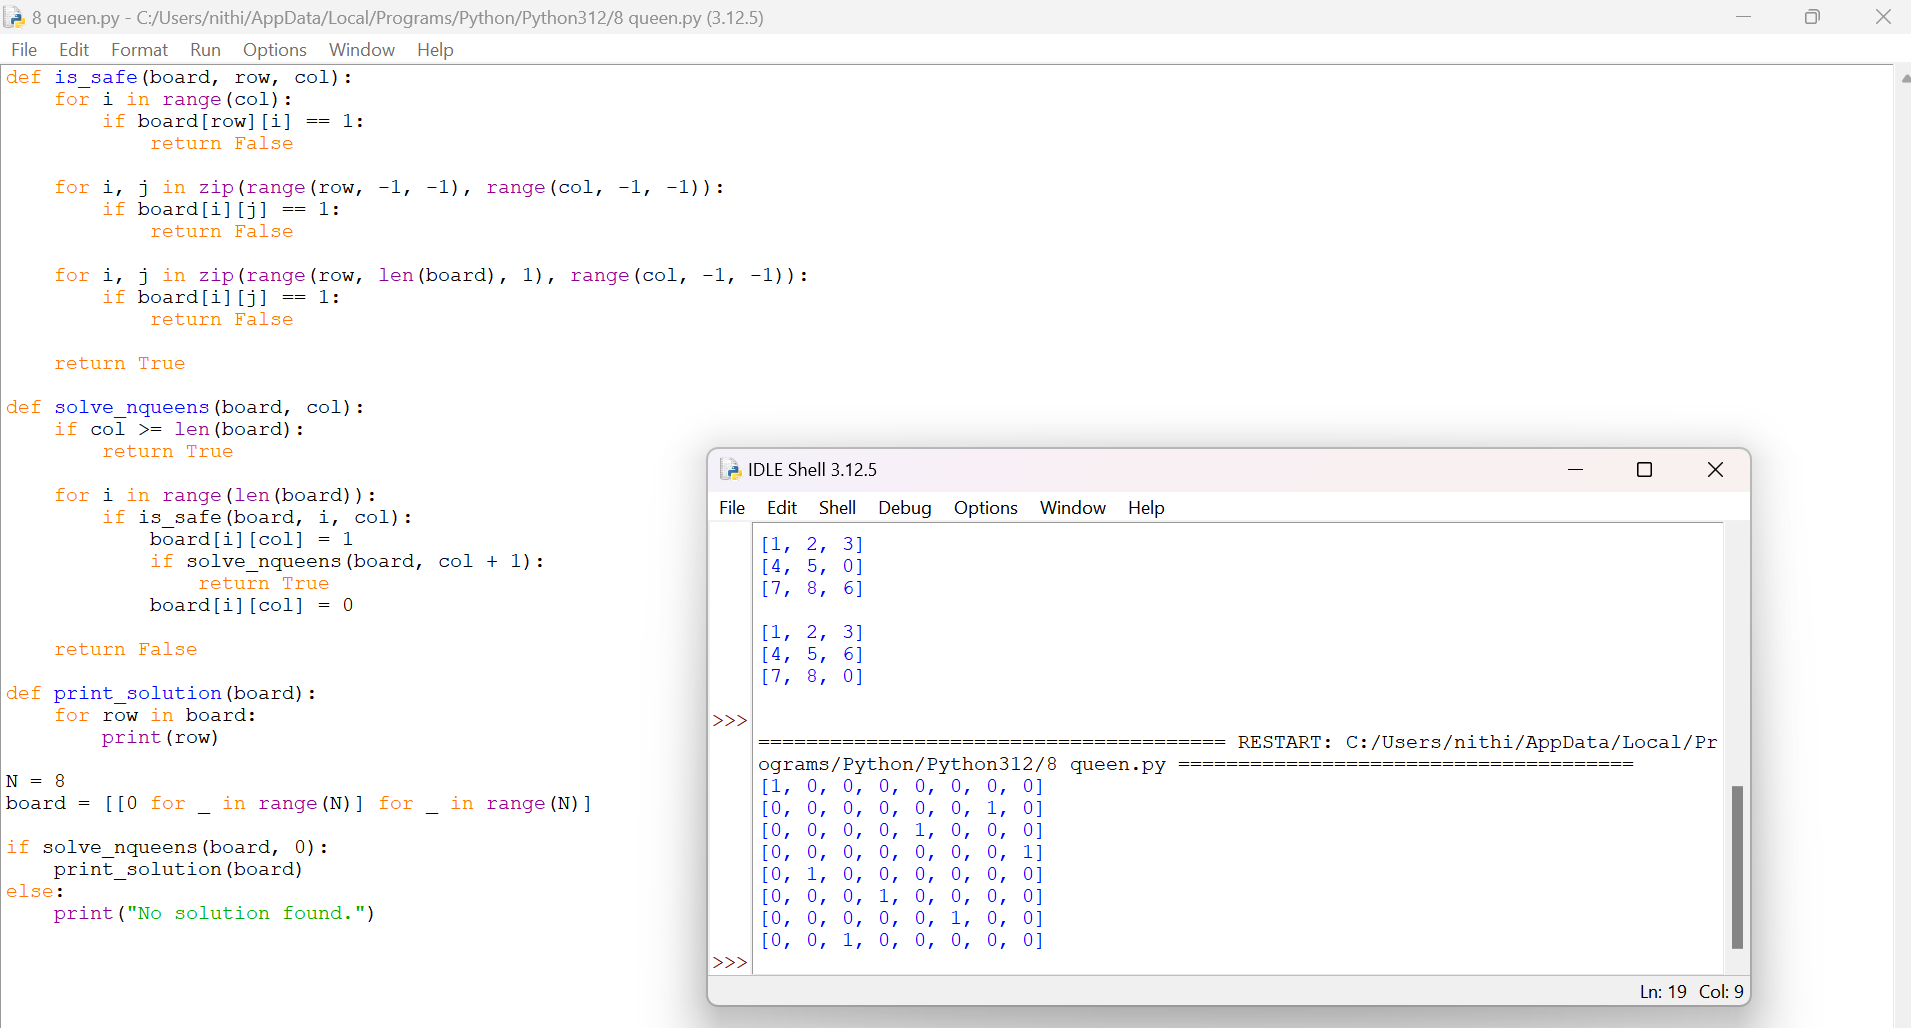 8 queen.py - C:/Users/nithi/AppData/Local/Programs/Python/Python312/8 queen.py (3.12.5)
File Edit Format Run Options Window Help
def is_safe(board, row, col):
    for i in range(col):
        if board[row][i] == 1:
            return False

    for i, j in zip(range(row, -1, -1), range(col, -1, -1)):
        if board[i][j] == 1:
            return False

    for i, j in zip(range(row, len(board), 1), range(col, -1, -1)):
        if board[i][j] == 1:
            return False

    return True

def solve_nqueens(board, col):
    if col >= len(board):
        return True

    for i in range(len(board)):
        if is_safe(board, i, col):
            board[i][col] = 1
            if solve_nqueens(board, col + 1):
                return True
            board[i][col] = 0

    return False

def print_solution(board):
    for row in board:
        print(row)

N = 8
board = [[0 for _ in range(N)] for _ in range(N)]

if solve_nqueens(board, 0):
    print_solution(board)
else:
    print("No solution found.")
IDLE Shell 3.12.5
File Edit Shell Debug Options Window Help
[1, 2, 3]
[4, 5, 0]
[7, 8, 6]

[1, 2, 3]
[4, 5, 6]
[7, 8, 0]

>>>
======================================= RESTART: C:/Users/nithi/AppData/Local/Pr
ograms/Python/Python312/8 queen.py ======================================
[1, 0, 0, 0, 0, 0, 0, 0]
[0, 0, 0, 0, 0, 0, 1, 0]
[0, 0, 0, 0, 1, 0, 0, 0]
[0, 0, 0, 0, 0, 0, 0, 1]
[0, 1, 0, 0, 0, 0, 0, 0]
[0, 0, 0, 1, 0, 0, 0, 0]
[0, 0, 0, 0, 0, 1, 0, 0]
[0, 0, 1, 0, 0, 0, 0, 0]
>>>
Ln: 19 Col: 9